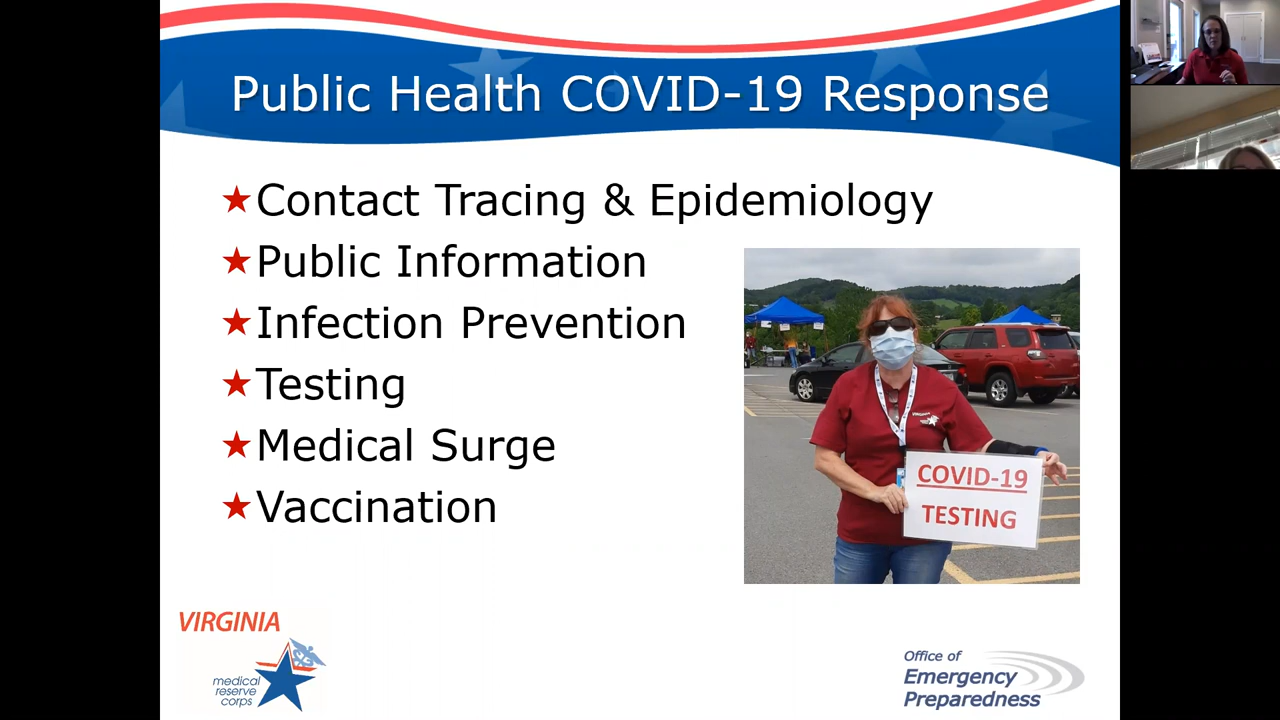 Public Health COVID-19 Response
★Contact Tracing & Epidemiology
★Public Information
★Infection Prevention
★Testing
★Medical Surge
★Vaccination
VIRGINIA
COVID-19
TESTING
VIRGINIA
medical
reserve
corps
Office of
Emergency
Preparedness